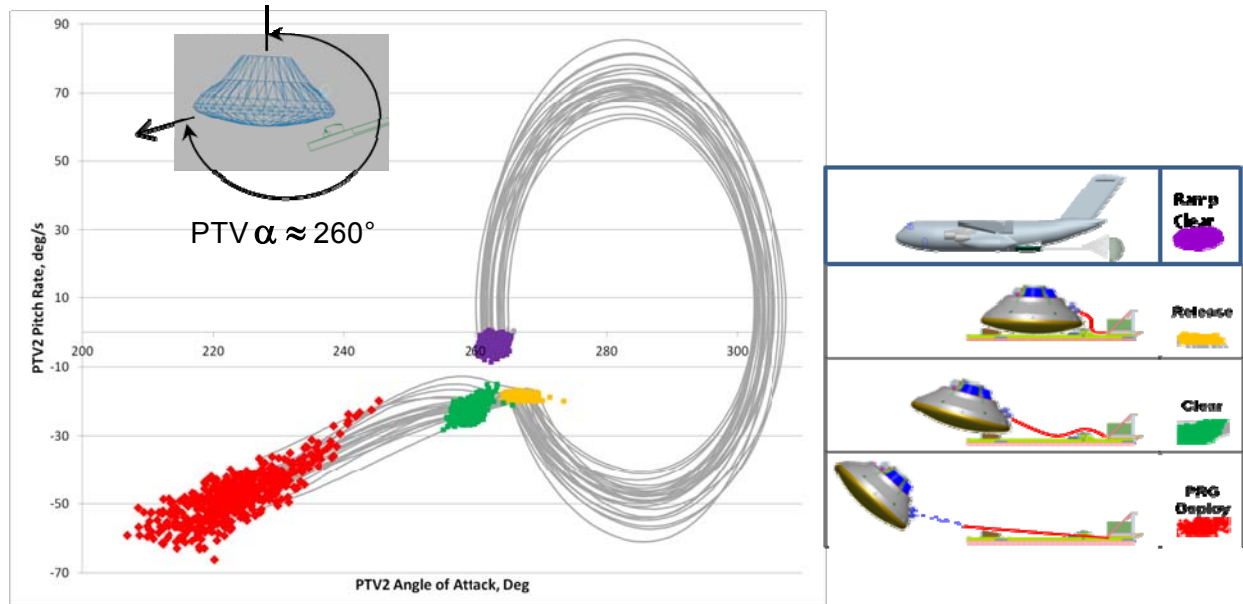 90
70
50
30
10
-10
-30
-50
-70
200
220
240
260
280
300
PTV2 Pitch Rate, deg/s
PTV2 Angle of Attack, Deg
PTV α ≈ 260°
Ramp
Clear
Release
Clear
PRG
Deploy